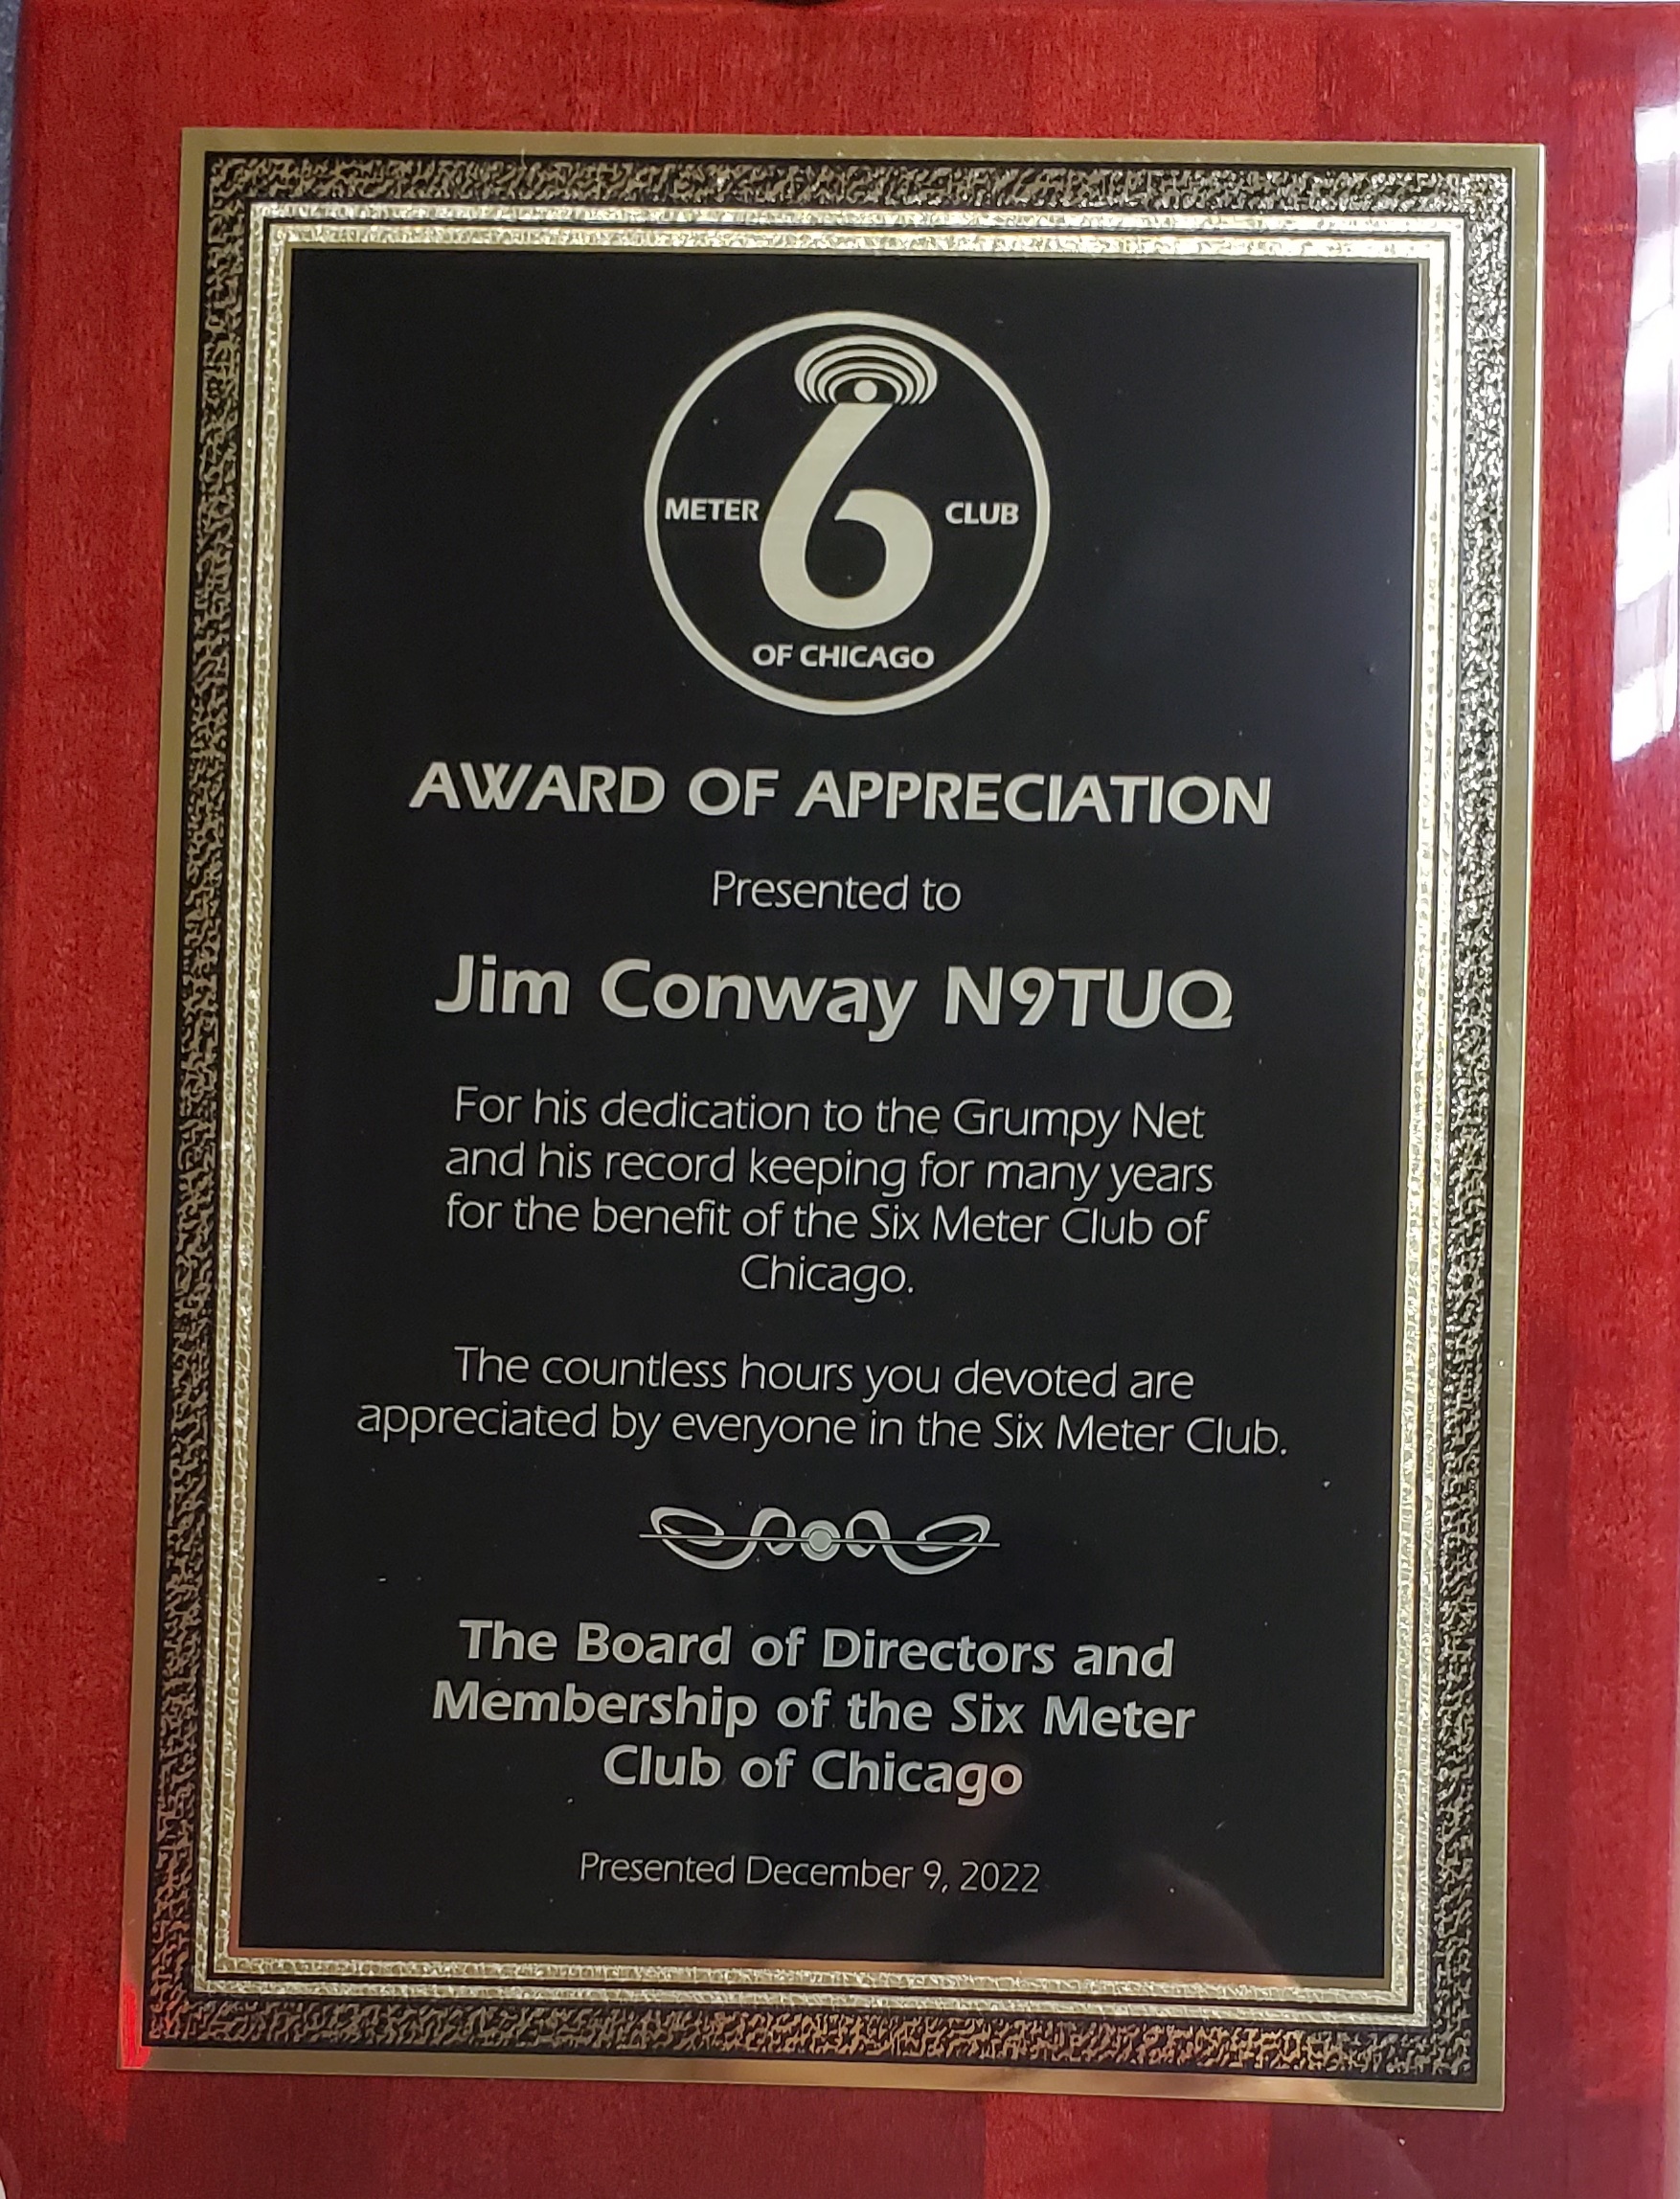 METER 6 CLUB
OF CHICAGO
AWARD OF APPRECIATION
Presented to
Jim Conway N9TUQ
For his dedication to the Grumpy Net
and his record keeping for many years
for the benefit of the Six Meter Club of
Chicago.
The countless hours you devoted are
appreciated by everyone in the Six Meter Club.
The Board of Directors and
Membership of the Six Meter
Club of Chicago
Presented December 9, 2022